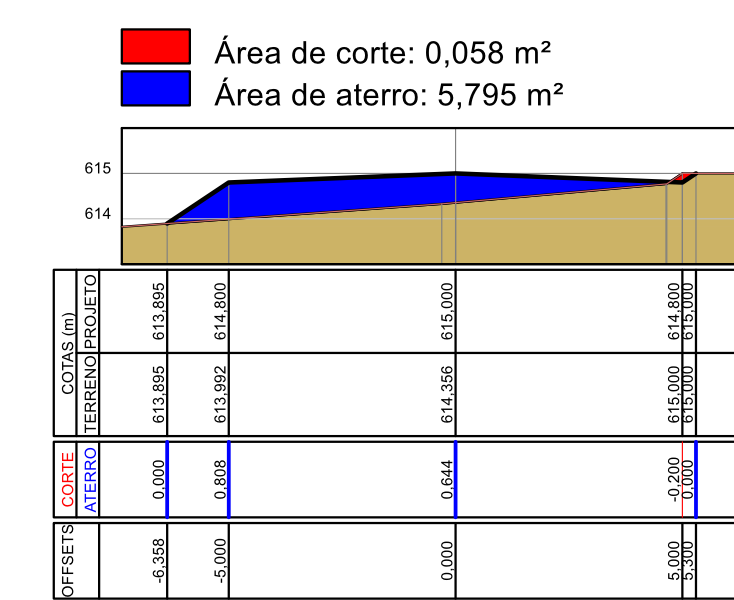 Área de corte: 0,058 m²
Área de aterro: 5,795 m²
615
614
COTAS (m)
PROJETO
613,895
614,800
615,000
614,800
615,000
TERRENO
613,895
613,992
614,356
615,000
615,000
CORTE
ATERRO
0,000
0,808
0,644
-0,200
0,000
OFFSETS
-6,358
-5,000
0,000
5,000
5,300